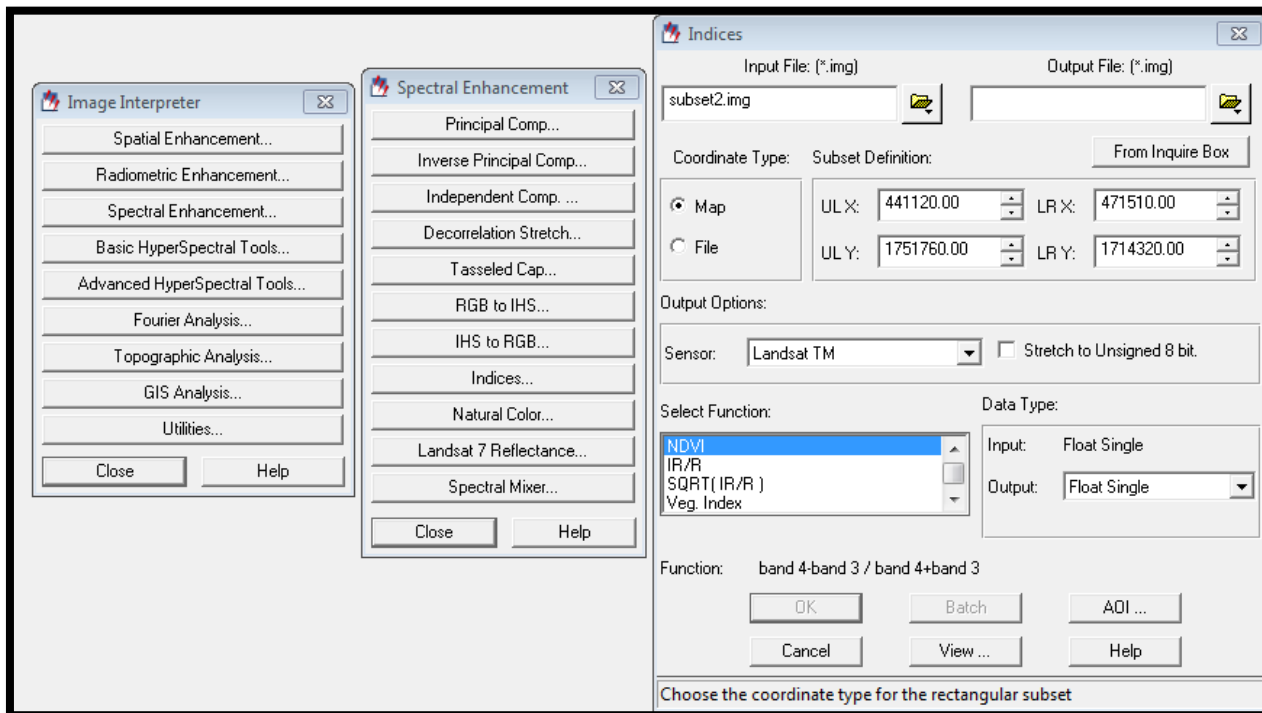 Image Interpreter
Spatial Enhancement...
Radiometric Enhancement...
Spectral Enhancement...
Basic HyperSpectral Tools...
Advanced HyperSpectral Tools...
Fourier Analysis...
Topographic Analysis...
GIS Analysis...
Utilities...
Close Help
Spectral Enhancement
Principal Comp...
Inverse Principal Comp...
Independent Comp. ...
Decorrelation Stretch...
Tasseled Cap...
RGB to IHS...
IHS to RGB...
Indices...
Natural Color...
Landsat 7 Reflectance...
Spectral Mixer...
Close Help
Indices
Input File: (*.img) Output File: (*.img)
subset2.img
Coordinate Type: Subset Definition: From Inquire Box
Map UL X: 441120.00 LR X: 471510.00
File UL Y: 1751760.00 LR Y: 1714320.00
Output Options:
Sensor: Landsat TM Stretch to Unsigned 8 bit.
Select Function: Data Type:
NDVI
IR/R
SQRT( IR/R )
Veg. Index
Input: Float Single
Output: Float Single
Function: band 4-band 3 / band 4+band 3
OK Batch AOI ...
Cancel View ... Help
Choose the coordinate type for the rectangular subset